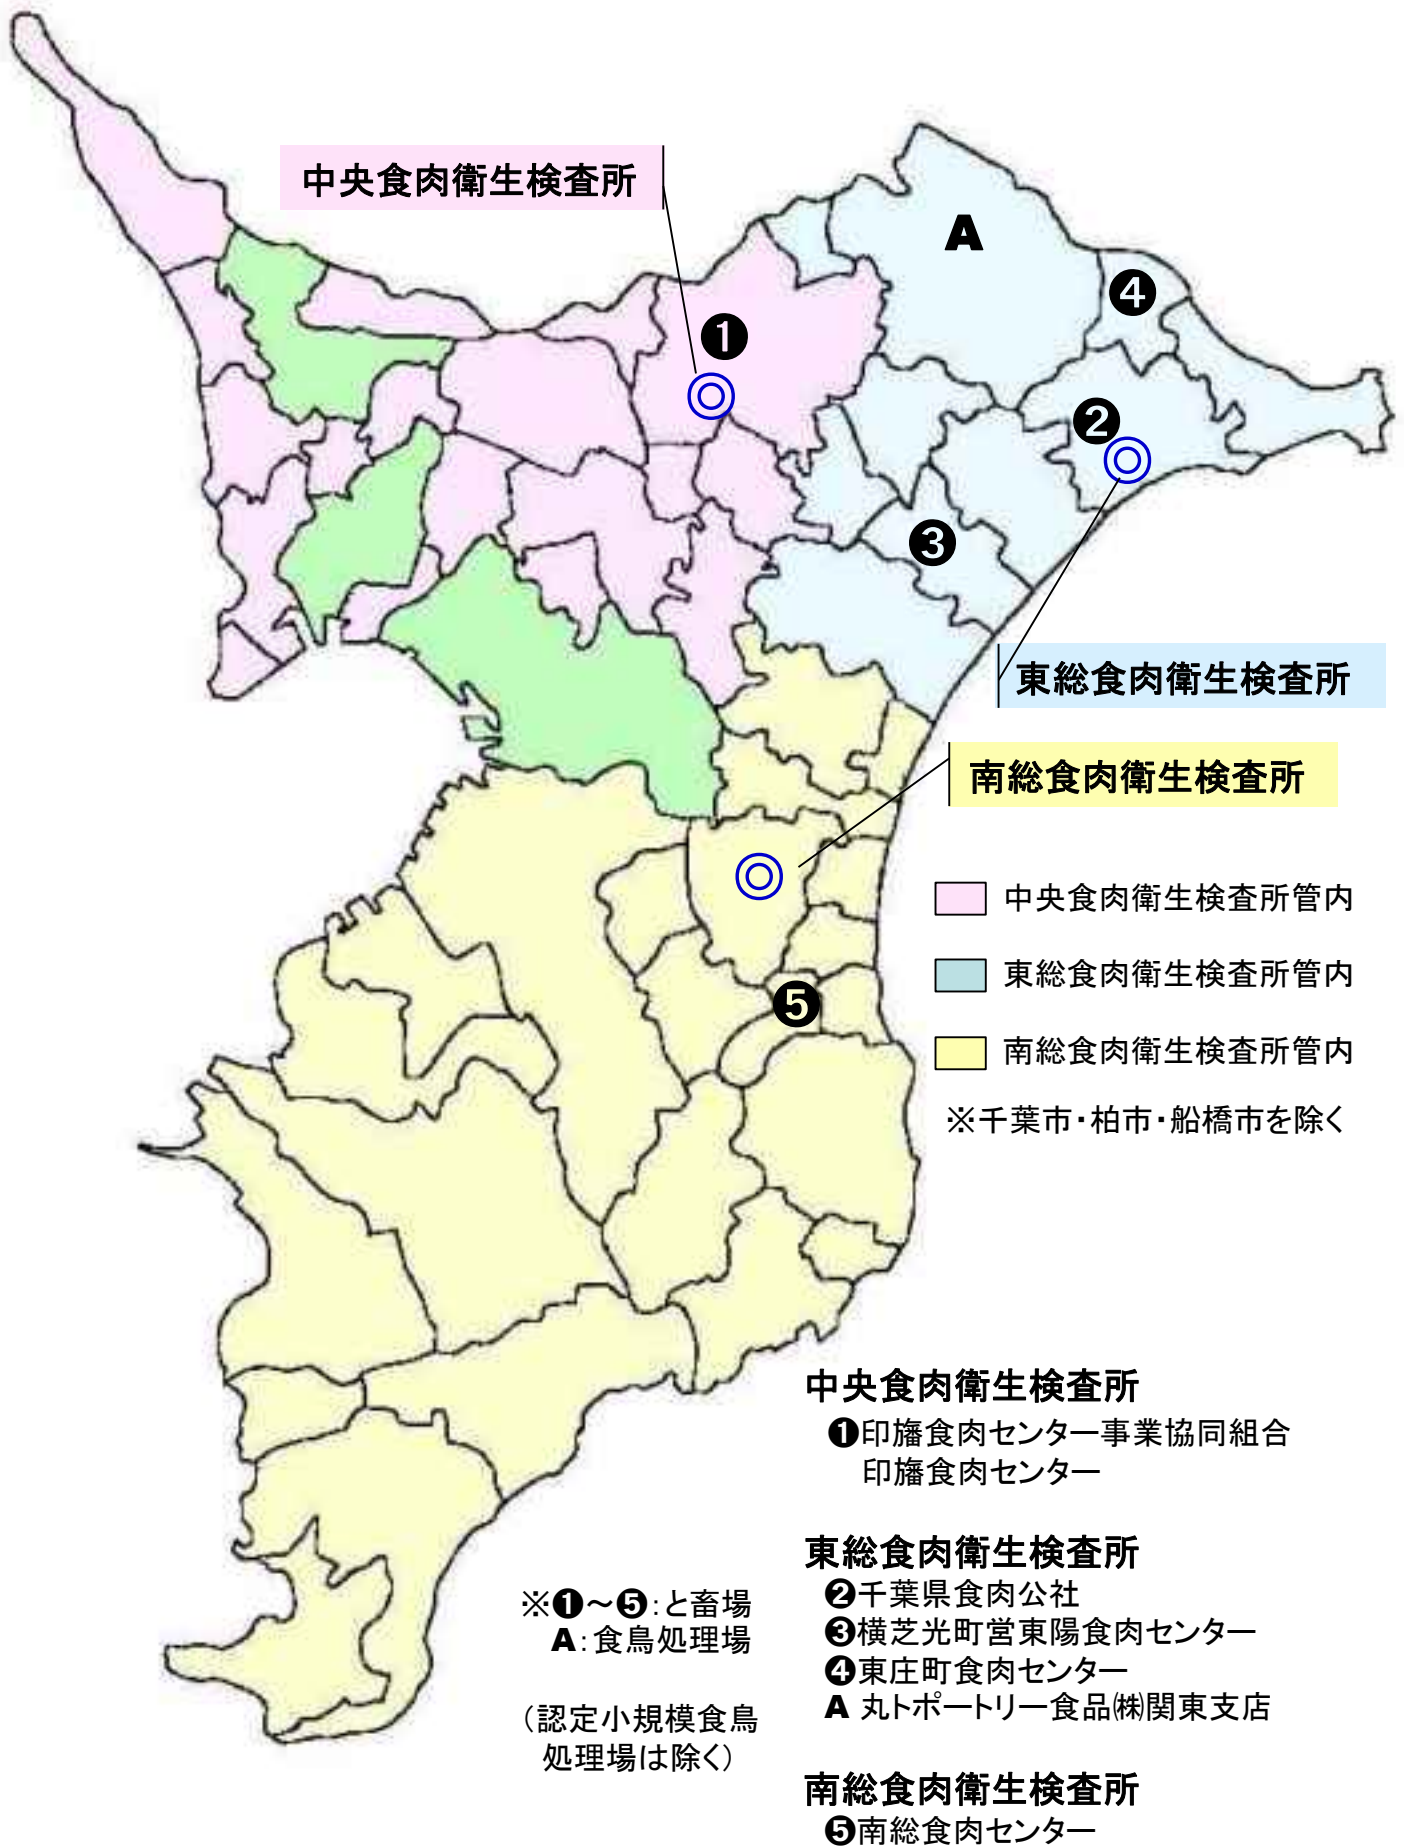 中央食肉衛生検査所
A
❹
❶
❷
❸
東総食肉衛生検査所
南総食肉衛生検査所
中央食肉衛生検査所管内
東総食肉衛生検査所管内
❺
南総食肉衛生検査所管内
※千葉市・柏市・船橋市を除く
中央食肉衛生検査所
❶印旛食肉センター事業協同組合
印旛食肉センター
東総食肉衛生検査所
❷千葉県食肉公社
❸横芝光町営東陽食肉センター
❹東庄町食肉センター
A 丸トポートリー食品㈱関東支店
南総食肉衛生検査所
❺南総食肉センター
※❶～❺：と畜場
A：食鳥処理場
（認定小規模食鳥
処理場は除く）